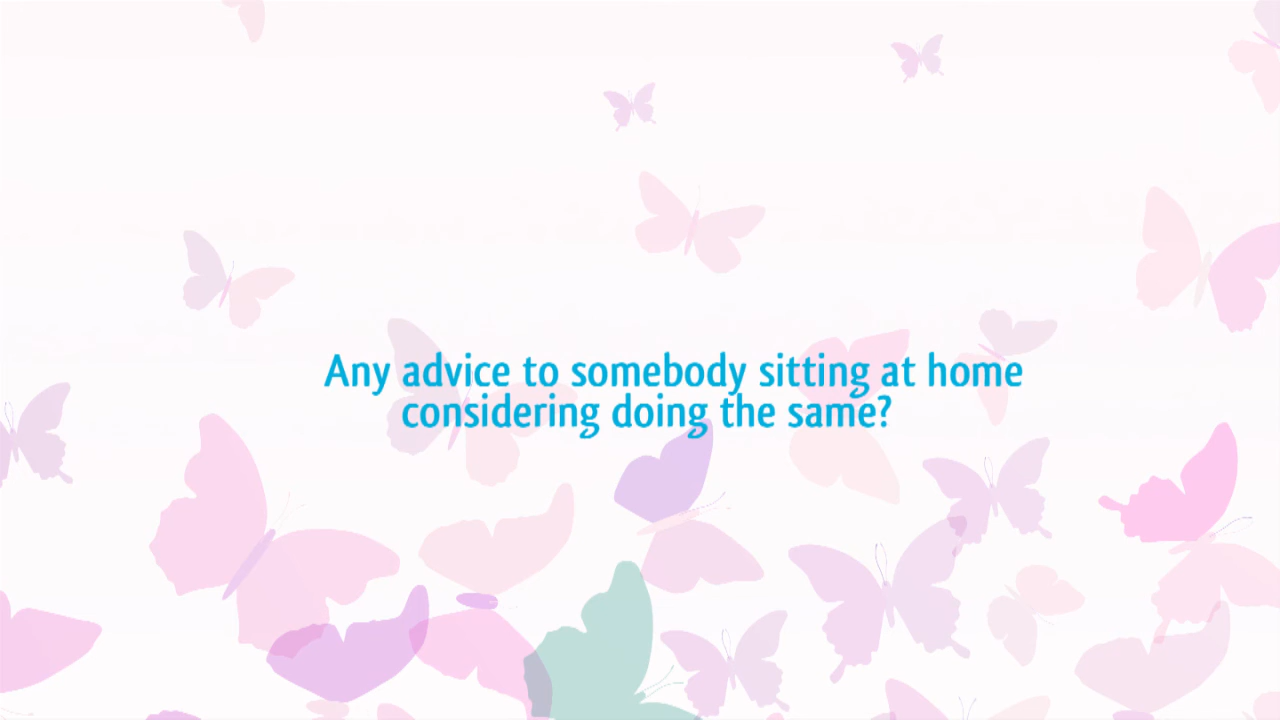 Any advice to somebody sitting at home
considering doing the same?